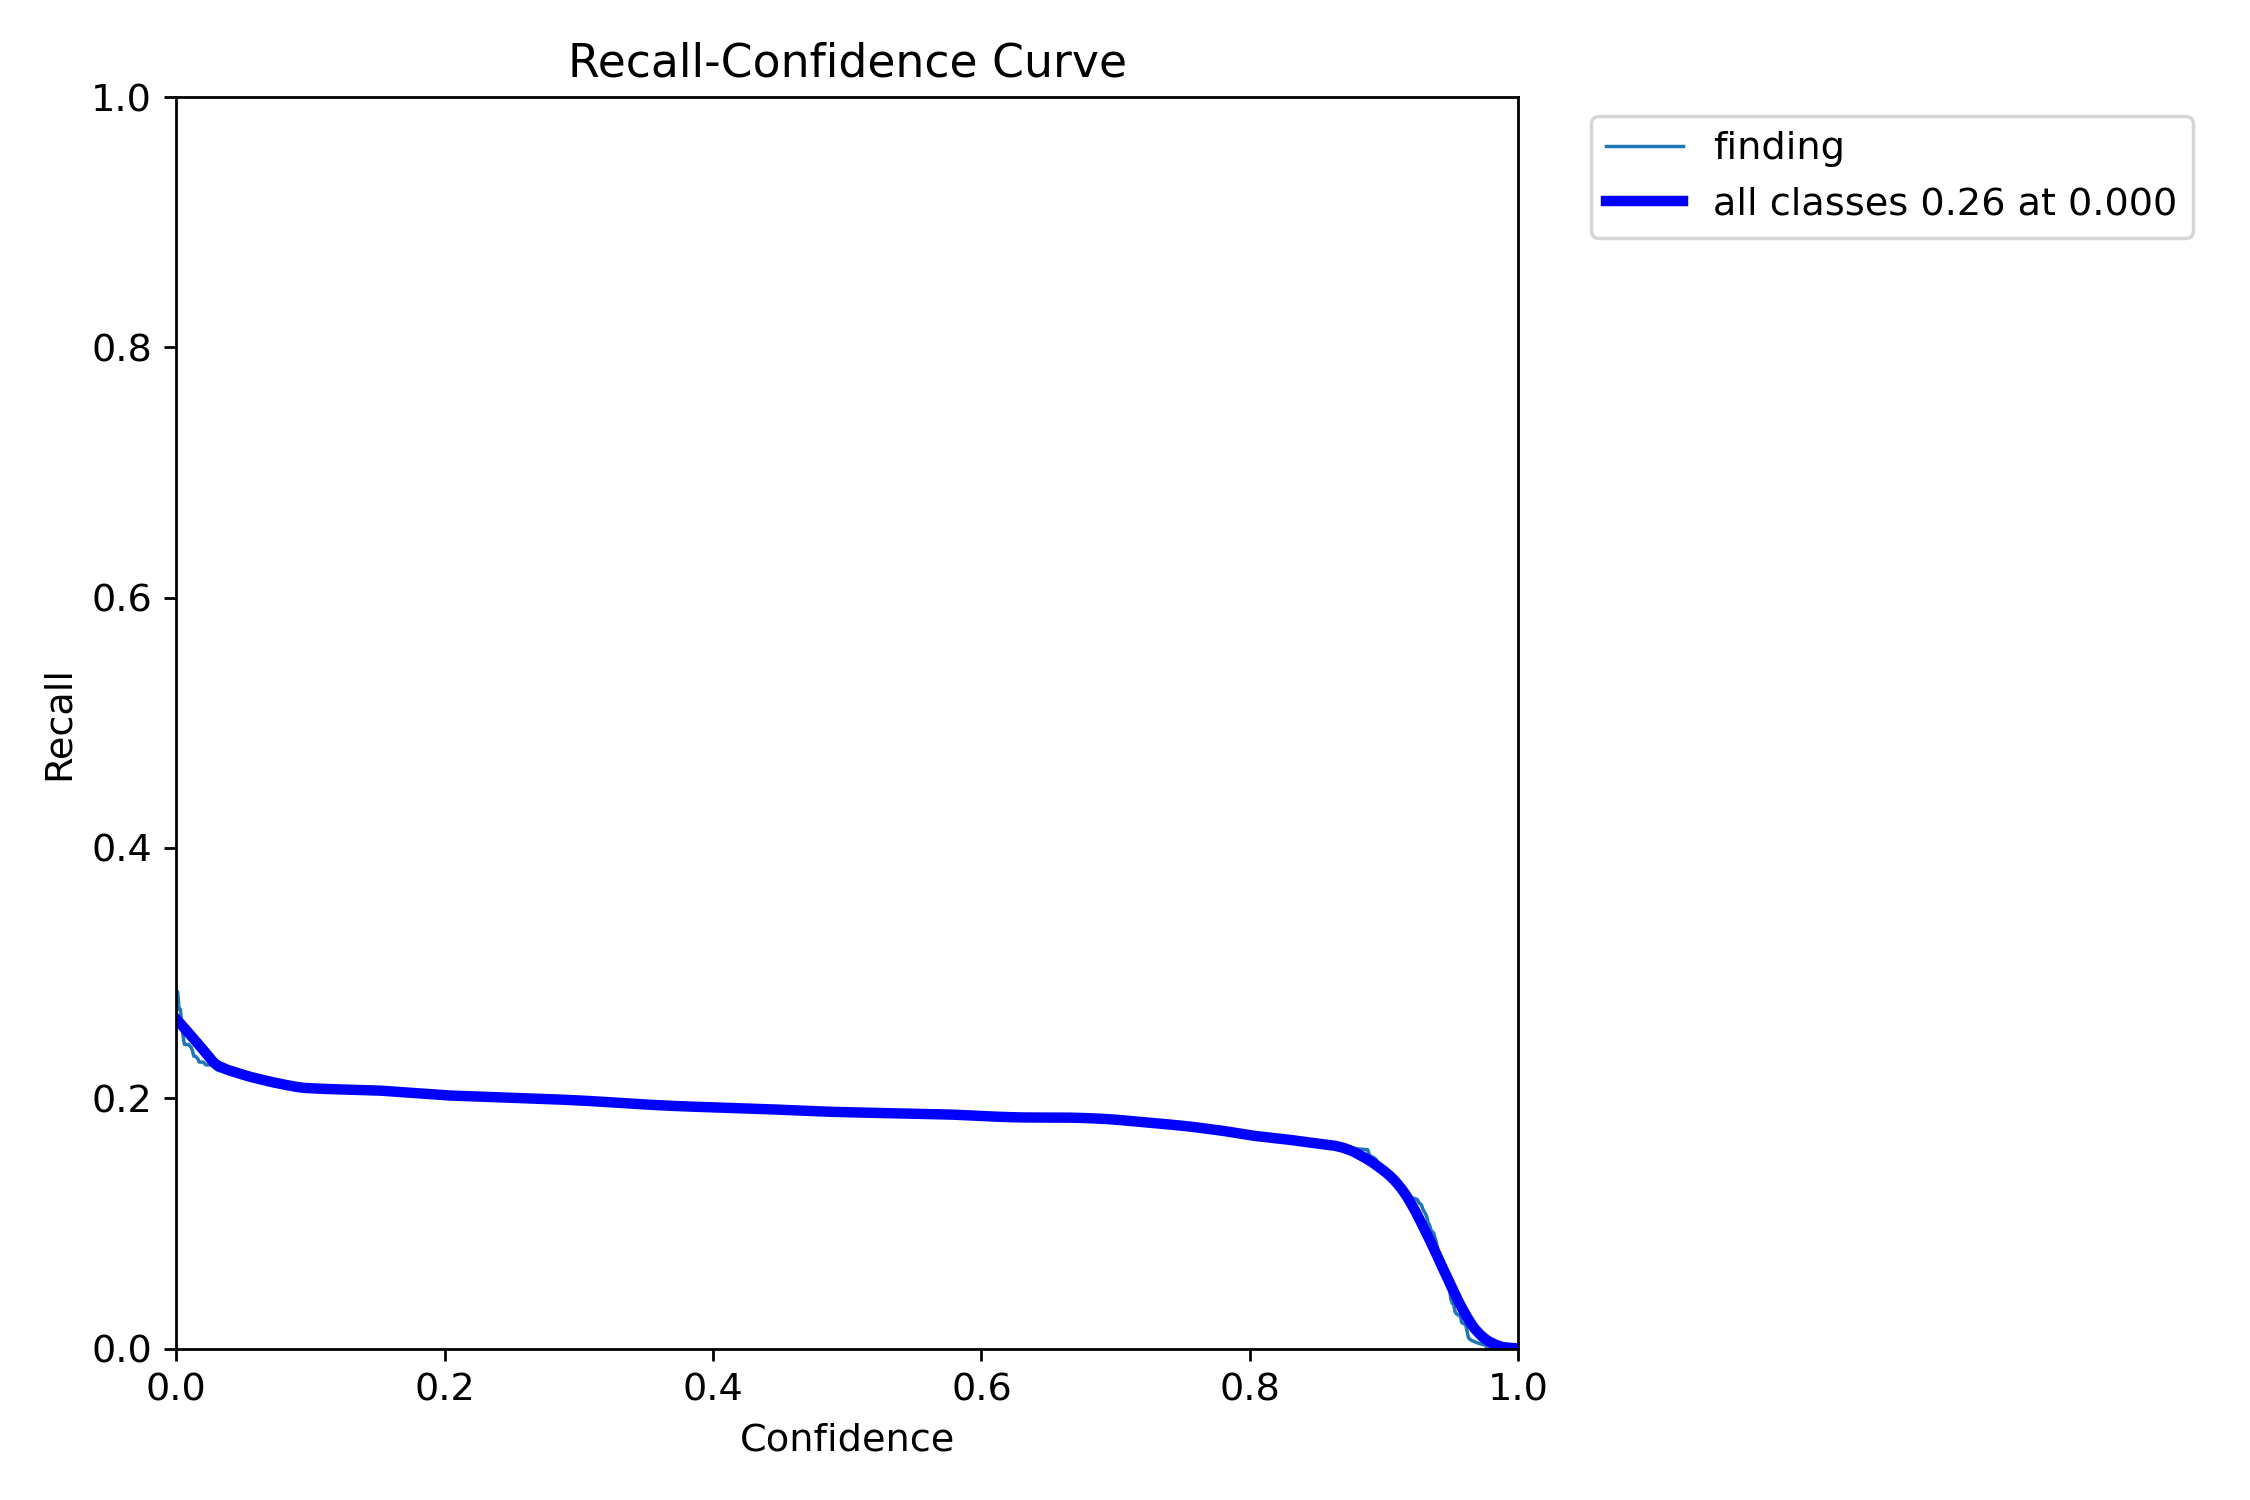 Recall-Confidence Curve
finding
all classes 0.26 at 0.000
1.0
0.8
0.6
0.4
0.2
0.0
Recall
0.0 0.2 0.4 0.6 0.8 1.0
Confidence